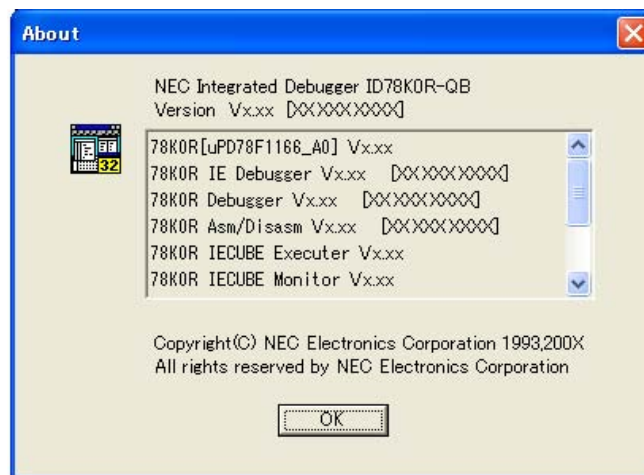 About
NEC Integrated Debugger ID78K0R-QB
Version Vx.xx [XXXXXXXXX]
32
78K0R[uPD78F1166_A0] Vx.xx
78K0R IE Debugger Vx.xx [XXXXXXXXX]
78K0R Debugger Vx.xx [XXXXXXXXX]
78K0R Asm/Disasm Vx.xx [XXXXXXXXX]
78K0R IECUBE Executer Vx.xx
78K0R IECUBE Monitor Vx.xx
Copyright(C) NEC Electronics Corporation 1993,200X
All rights reserved by NEC Electronics Corporation
OK